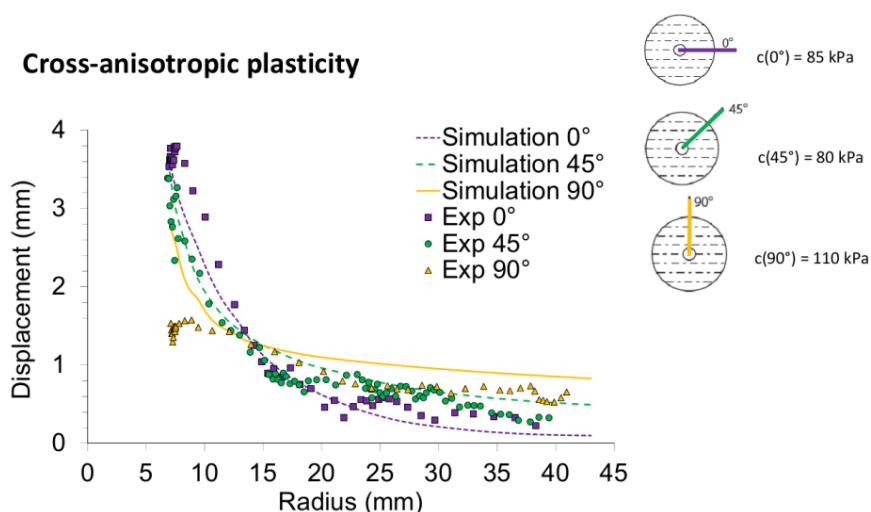 Cross-anisotropic plasticity
0°
c(0°) = 85 kPa
45°
c(45°) = 80 kPa
90°
c(90°) = 110 kPa
Displacement (mm)
4
3
2
1
0
Simulation 0°
Simulation 45°
Simulation 90°
Exp 0°
Exp 45°
Exp 90°
0 5 10 15 20 25 30 35 40 45
Radius (mm)